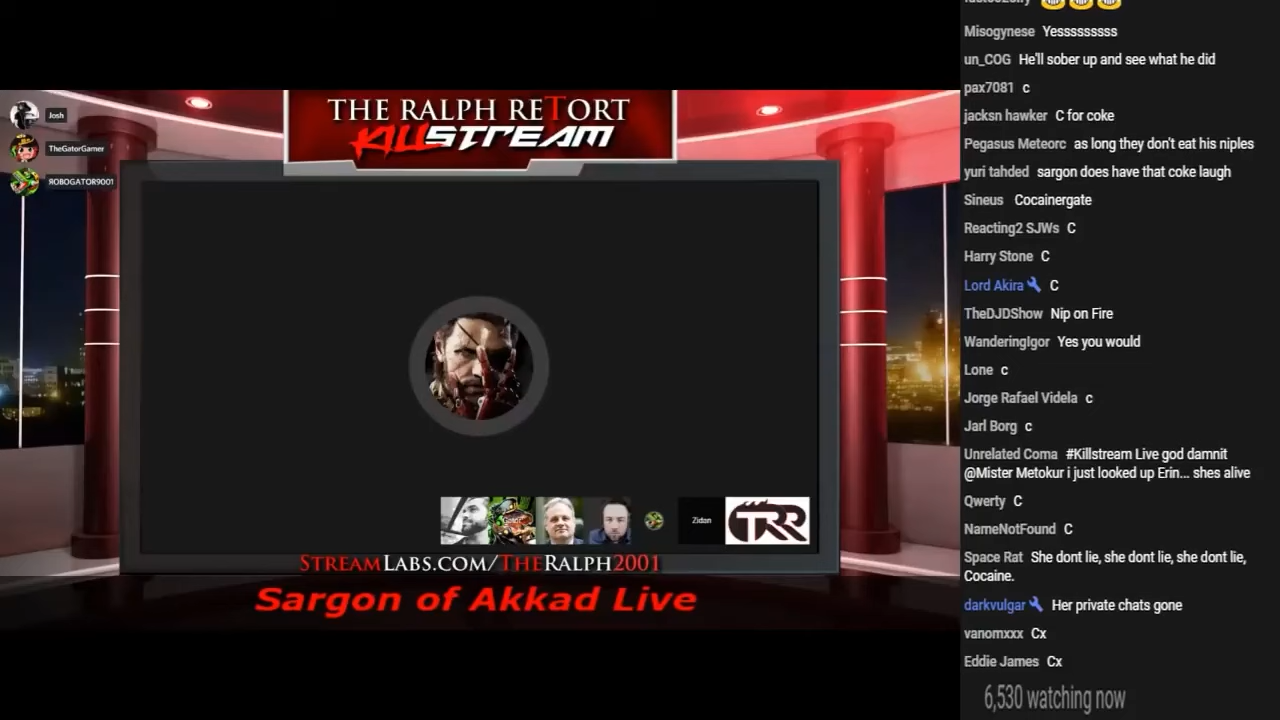 Josh
TheGatorGamer
ROBOGATOR9001
THE RALPH RETORT
KILLSTREAM
Zidan
TRR
STREAMLABS.COM/THERALPH2001
Sargon of Akkad Live
Misogynese Yesssssssss
un_COG He'll sober up and see what he did
pax7081 c
jacksn hawker C for coke
Pegasus Meteorc as long they don't eat his niples
yuri tahded sargon does have that coke laugh
Sineus Cocainergate
Reacting2 SJWs C
Harry Stone C
Lord Akira C
TheDJDShow Nip on Fire
WanderingIgor Yes you would
Lone c
Jorge Rafael Videla c
Jarl Borg c
Unrelated Coma #Killstream Live god damnit
@Mister Metokur i just looked up Erin... shes alive
Qwerty C
NameNotFound C
Space Rat She dont lie, she dont lie, she dont lie,
Cocaine.
darkvulgar Her private chats gone
vanomxxx Cx
Eddie James Cx
6,530 watching now